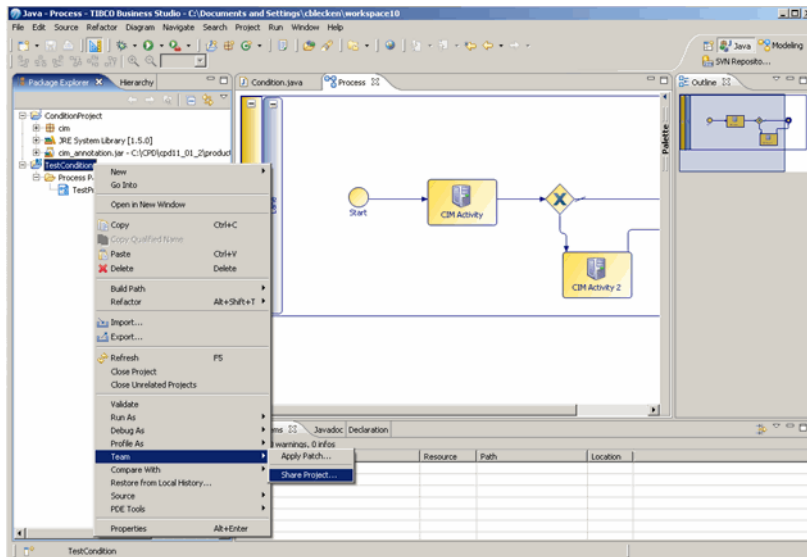 Java - Process - TIBCO Business Studio - C:\Documents and Settings\cblecken\workspace10
File Edit Source Refactor Diagram Navigate Search Project Run Window Help
Java Modeling
SVN Reposito...
Package Explorer Hierarchy
Condition.java Process
Outline
ConditionProject
cim
JRE System Library [1.5.0]
cim_annotation.jar - C:\CPD\cpd11_01_2\product
TestCondition
Process P
TestPr
Palette
Lane
Start
CIM Activity
CIM Activity 2
New
Go Into
Open in New Window
Copy Ctrl+C
Copy Qualified Name
Paste Ctrl+V
Delete Delete
Build Path
Refactor Alt+Shift+T
Import...
Export...
Refresh F5
Close Project
Close Unrelated Projects
Validate
Run As
Debug As
Profile As
Team
Compare With
Restore from Local History...
Source
PDE Tools
Properties Alt+Enter
Apply Patch...
Share Project...
ms Javadoc Declaration
warnings, 0 infos
Resource Path Location
TestCondition